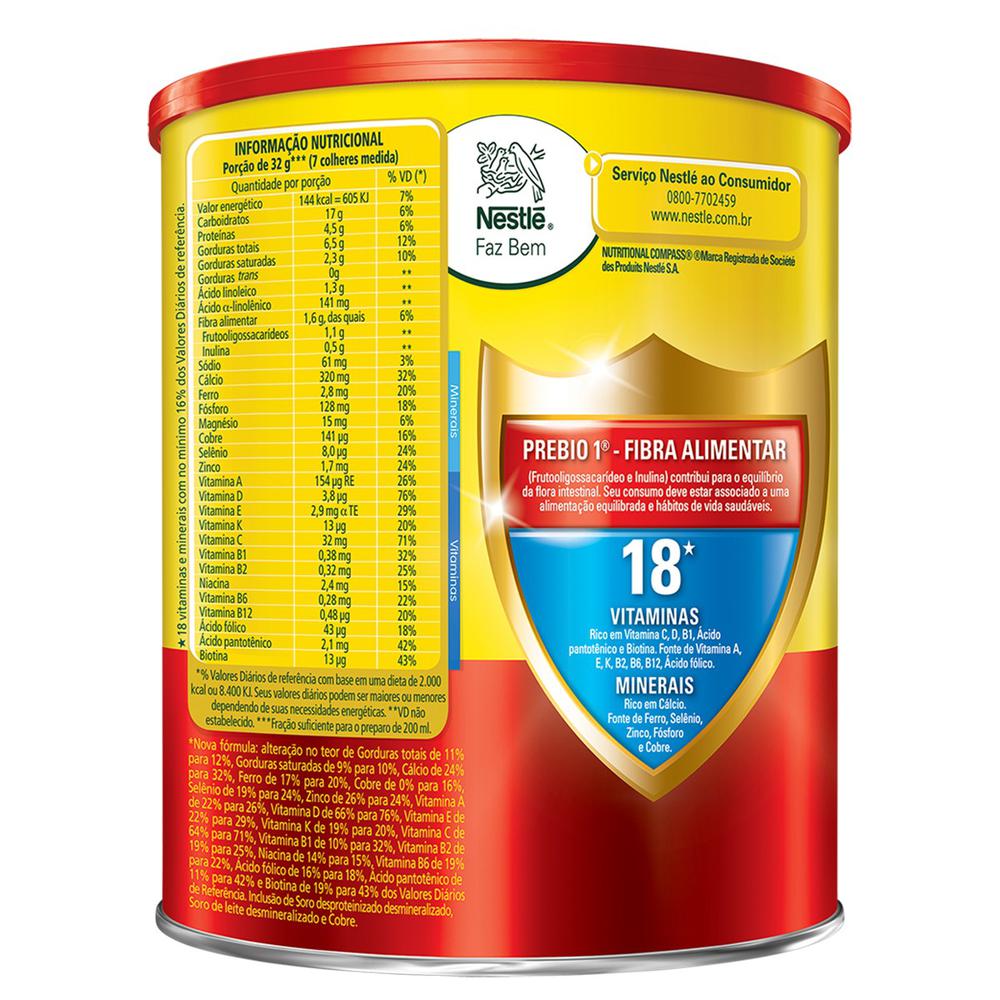 INFORMAÇÃO NUTRICIONAL
Porção de 32 g*** (7 colheres medida)
Quantidade por porção % VD (*)
Valor energético 144 kcal = 605 KJ 7%
Carboidratos 17 g 6%
Proteínas 4,5 g 6%
Gorduras totais 6,5 g 12%
Gorduras saturadas 2,3 g 10%
Gorduras trans 0g **
Ácido linoleico 1,3 g **
Ácido α-linolênico 141 mg **
Fibra alimentar 1,6 g, das quais 6%
Frutooligossacarídeos 1,1 g **
Inulina 0,5 g **
Sódio 61 mg 3%
Cálcio 320 mg 32%
Ferro 2,8 mg 20%
Fósforo 128 mg 18%
Magnésio 15 mg 6%
Cobre 141 µg 16%
Selênio 8,0 µg 24%
Zinco 1,7 mg 24%
Vitamina A 154 µg RE 26%
Vitamina D 3,8 µg 76%
Vitamina E 2,9 mg α TE 29%
Vitamina K 13 µg 20%
Vitamina C 32 mg 71%
Vitamina B1 0,38 mg 32%
Vitamina B2 0,32 mg 25%
Niacina 2,4 mg 15%
Vitamina B6 0,28 mg 22%
Vitamina B12 0,48 µg 20%
Ácido fólico 43 µg 18%
Ácido pantotênico 2,1 mg 42%
Biotina 13 µg 43%
*% Valores Diários de referência com base em uma dieta de 2.000
kcal ou 8.400 KJ. Seus valores diários podem ser maiores ou menores
dependendo de suas necessidades energéticas. **VD não
estabelecido. ***Fração suficiente para o preparo de 200 ml.
★ 18 vitaminas e minerais com no mínimo 16% dos Valores Diários de referência.
Minerais
Vitaminas
*Nova fórmula: alteração no teor de Gorduras totais de 11%
para 12%, Gorduras saturadas de 9% para 10%, Cálcio de 24%
para 32%, Ferro de 17% para 20%, Cobre de 0% para 16%,
Selênio de 19% para 24%, Zinco de 26% para 24%, Vitamina A
de 22% para 26%, Vitamina D de 66% para 76%, Vitamina E de
22% para 29%, Vitamina K de 19% para 20%, Vitamina C de
64% para 71%, Vitamina B1 de 10% para 32%, Vitamina B2 de
19% para 25%, Niacina de 14% para 15%, Vitamina B6 de 19%
para 22%, Ácido fólico de 16% para 18%, Ácido pantotênico de
11% para 42% e Biotina de 19% para 43% dos Valores Diários
de Referência. Inclusão de Soro desproteinizado desmineralizado,
Soro de leite desmineralizado e Cobre.
Nestlé®
Faz Bem
Serviço Nestlé ao Consumidor
0800-7702459
www.nestle.com.br
NUTRITIONAL COMPASS® ®Marca Registrada de Société
des Produits Nestlé S.A.
PREBIO 1® - FIBRA ALIMENTAR
(Frutooligossacarídeo e Inulina) contribui para o equilíbrio
da flora intestinal. Seu consumo deve estar associado a uma
alimentação equilibrada e hábitos de vida saudáveis.
18★
VITAMINAS
Rico em Vitamina C, D, B1, Ácido
pantotênico e Biotina. Fonte de Vitamina A,
E, K, B2, B6, B12, Ácido fólico.
MINERAIS
Rico em Cálcio.
Fonte de Ferro, Selênio,
Zinco, Fósforo
e Cobre.